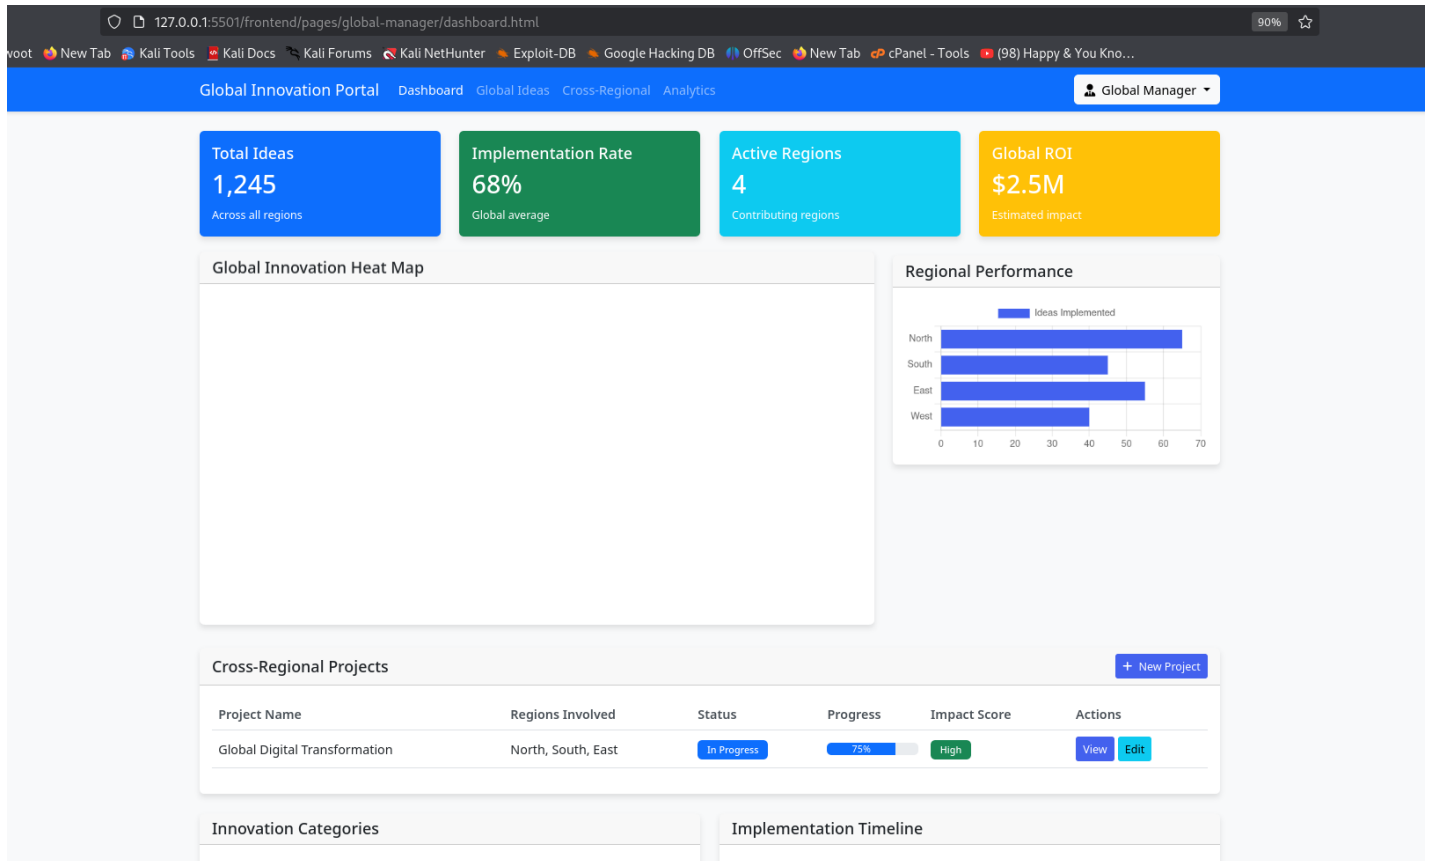 127.0.0.1:5501/frontend/pages/global-manager/dashboard.html 90%
woot New Tab Kali Tools Kali Docs Kali Forums Kali NetHunter Exploit-DB Google Hacking DB OffSec New Tab cPanel - Tools (98) Happy & You Kno…
Global Innovation Portal Dashboard Global Ideas Cross-Regional Analytics Global Manager
Total Ideas
1,245
Across all regions
Implementation Rate
68%
Global average
Active Regions
4
Contributing regions
Global ROI
$2.5M
Estimated impact
Global Innovation Heat Map
Regional Performance
Ideas Implemented
North
South
East
West
0 10 20 30 40 50 60 70
Cross-Regional Projects
+ New Project
Project Name Regions Involved Status Progress Impact Score Actions
Global Digital Transformation North, South, East In Progress 75% High View Edit
Innovation Categories
Implementation Timeline